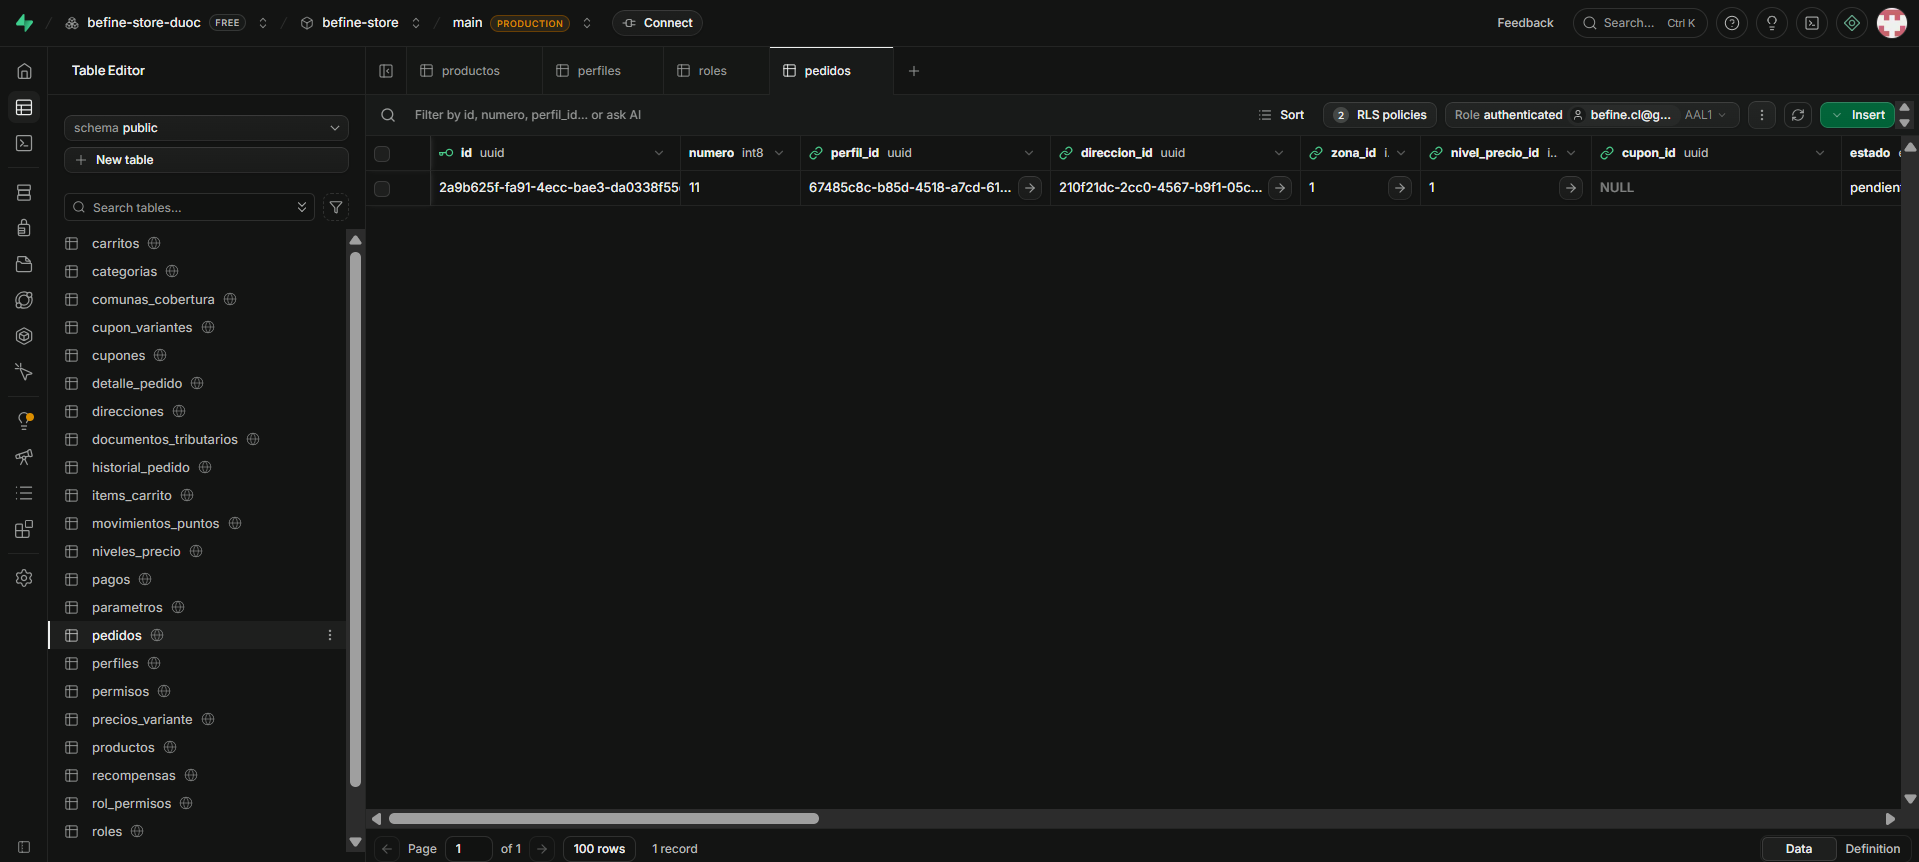 befine-store-duoc FREE / befine-store / main PRODUCTION Connect Feedback Search... Ctrl K
Table Editor
productos perfiles roles pedidos
schema public
New table
Search tables...
carritos
categorias
comunas_cobertura
cupon_variantes
cupones
detalle_pedido
direcciones
documentos_tributarios
historial_pedido
items_carrito
movimientos_puntos
niveles_precio
pagos
parametros
pedidos
perfiles
permisos
precios_variante
productos
recompensas
rol_permisos
roles
Filter by id, numero, perfil_id... or ask AI Sort 2 RLS policies Role authenticated befine.cl@g... AAL1 Insert
id uuid numero int8 perfil_id uuid direccion_id uuid zona_id i. nivel_precio_id i.. cupon_id uuid estado
2a9b625f-fa91-4ecc-bae3-da0338f55 11 67485c8c-b85d-4518-a7cd-61... 210f21dc-2cc0-4567-b9f1-05c... 1 1 NULL pendien
Page 1 of 1 100 rows 1 record Data Definition